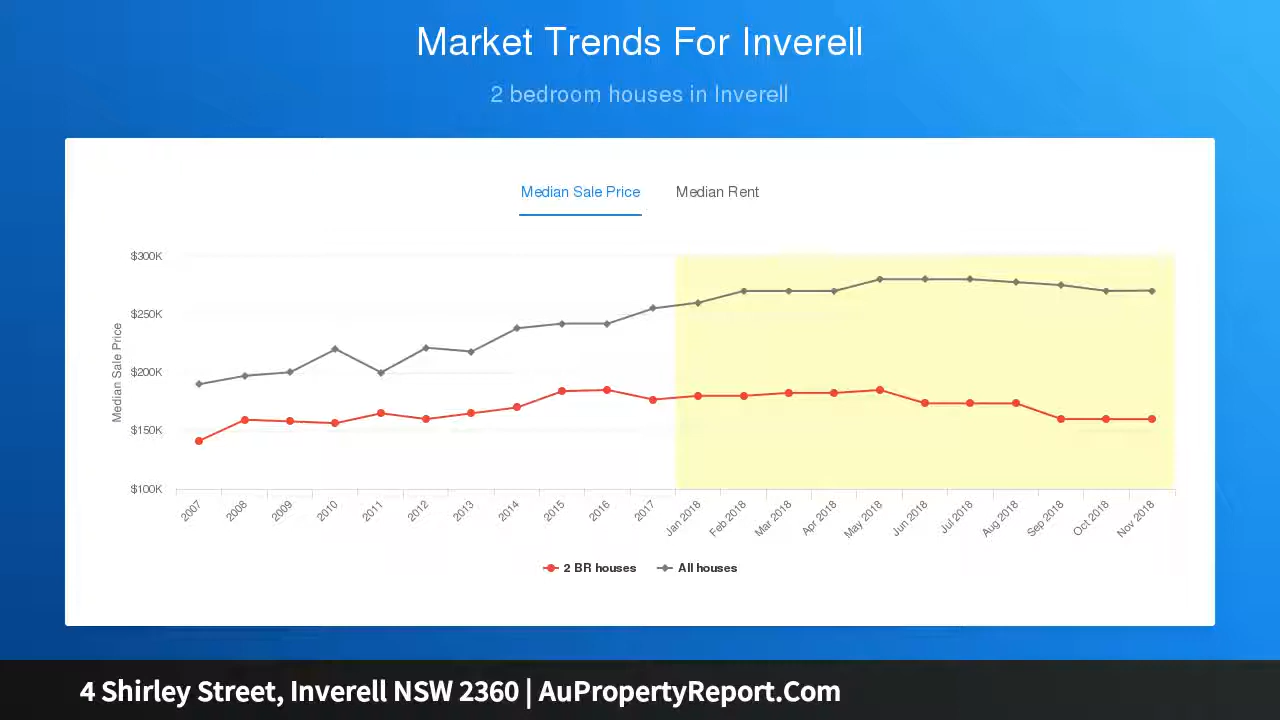 Market Trends For Inverell
2 bedroom houses in Inverell
Median Sale Price Median Rent
$300K
$250K
$200K
$150K
$100K
Median Sale Price
2007 2008 2009 2010 2011 2012 2013 2014 2015 2016 2017 Jan 2018 Feb 2018 Mar 2018 Apr 2018 May 2018 Jun 2018 Jul 2018 Aug 2018 Sep 2018 Oct 2018 Nov 2018
2 BR houses All houses
4 Shirley Street, Inverell NSW 2360 | AuPropertyReport.Com